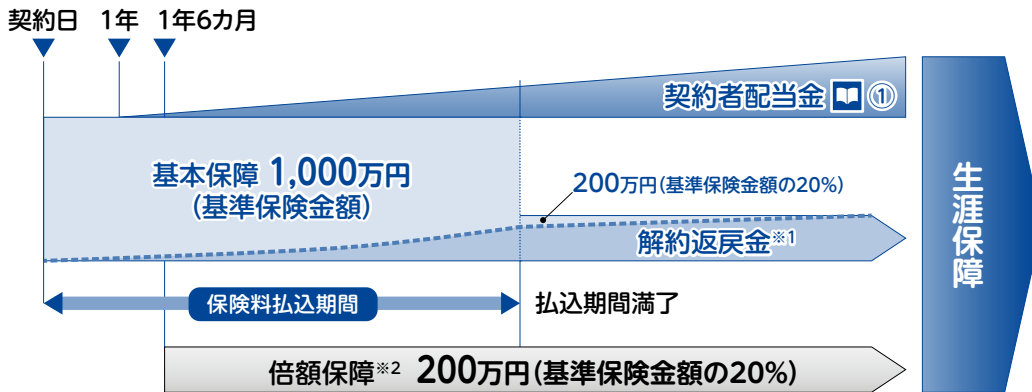 契約日 1年 1年6カ月
契約者配当金 ①
基本保障 1,000万円
(基準保険金額)
200万円(基準保険金額の20%)
解約返戻金※1
保険料払込期間
払込期間満了
倍額保障※2 200万円(基準保険金額の20%)
生涯保障